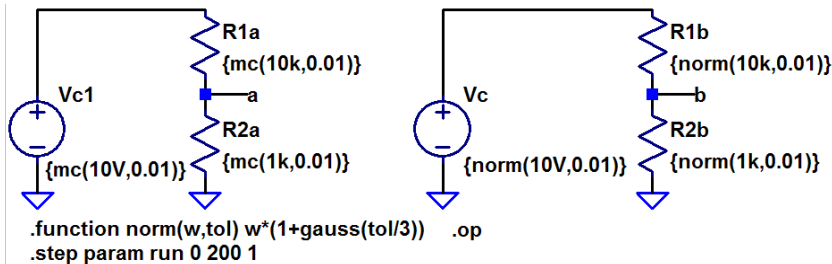 R1a
{mc(10k,0.01)}
Vc1
a
R2a
{mc(10V,0.01)}
{mc(1k,0.01)}
R1b
{norm(10k,0.01)}
Vc
b
R2b
{norm(10V,0.01)}
{norm(1k,0.01)}
.function norm(w,tol) w*(1+gauss(tol/3)) .op
.step param run 0 200 1